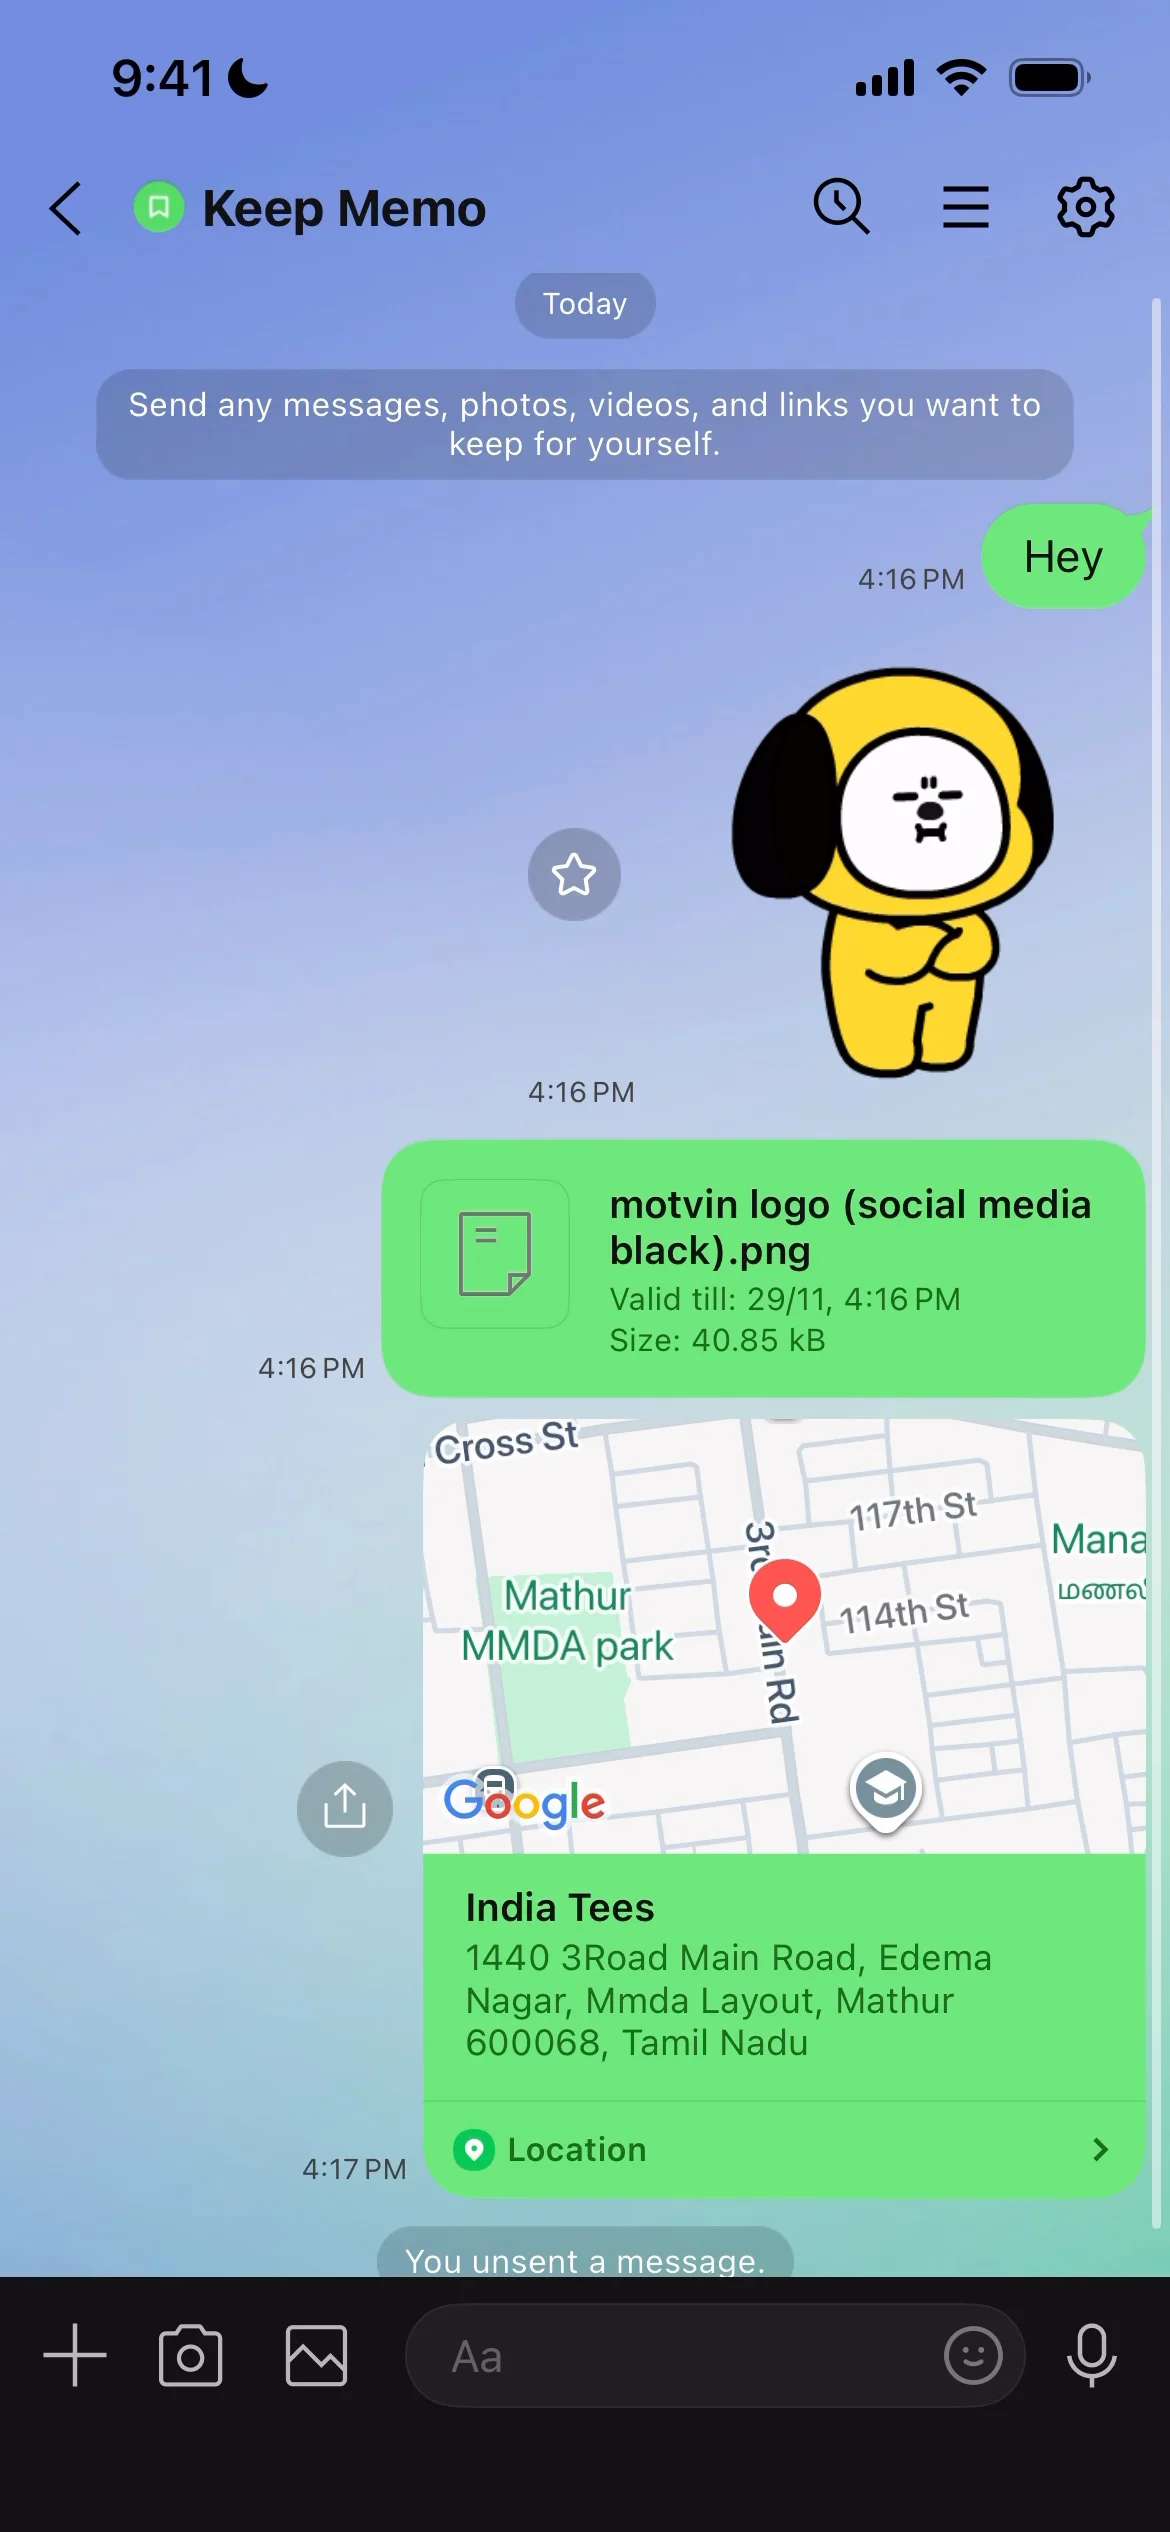 9:41
Keep Memo
Today
Send any messages, photos, videos, and links you want to
keep for yourself.
Hey
4:16 PM
4:16 PM
motvin logo (social media
black).png
Valid till: 29/11, 4:16 PM
Size: 40.85 kB
4:16 PM
Cross St
117th St
Mana
மணலி
114th St
Mathur
MMDA park
Rd
Google
India Tees
1440 3Road Main Road, Edema
Nagar, Mmda Layout, Mathur
600068, Tamil Nadu
Location
4:17 PM
You unsent a message.
Aa